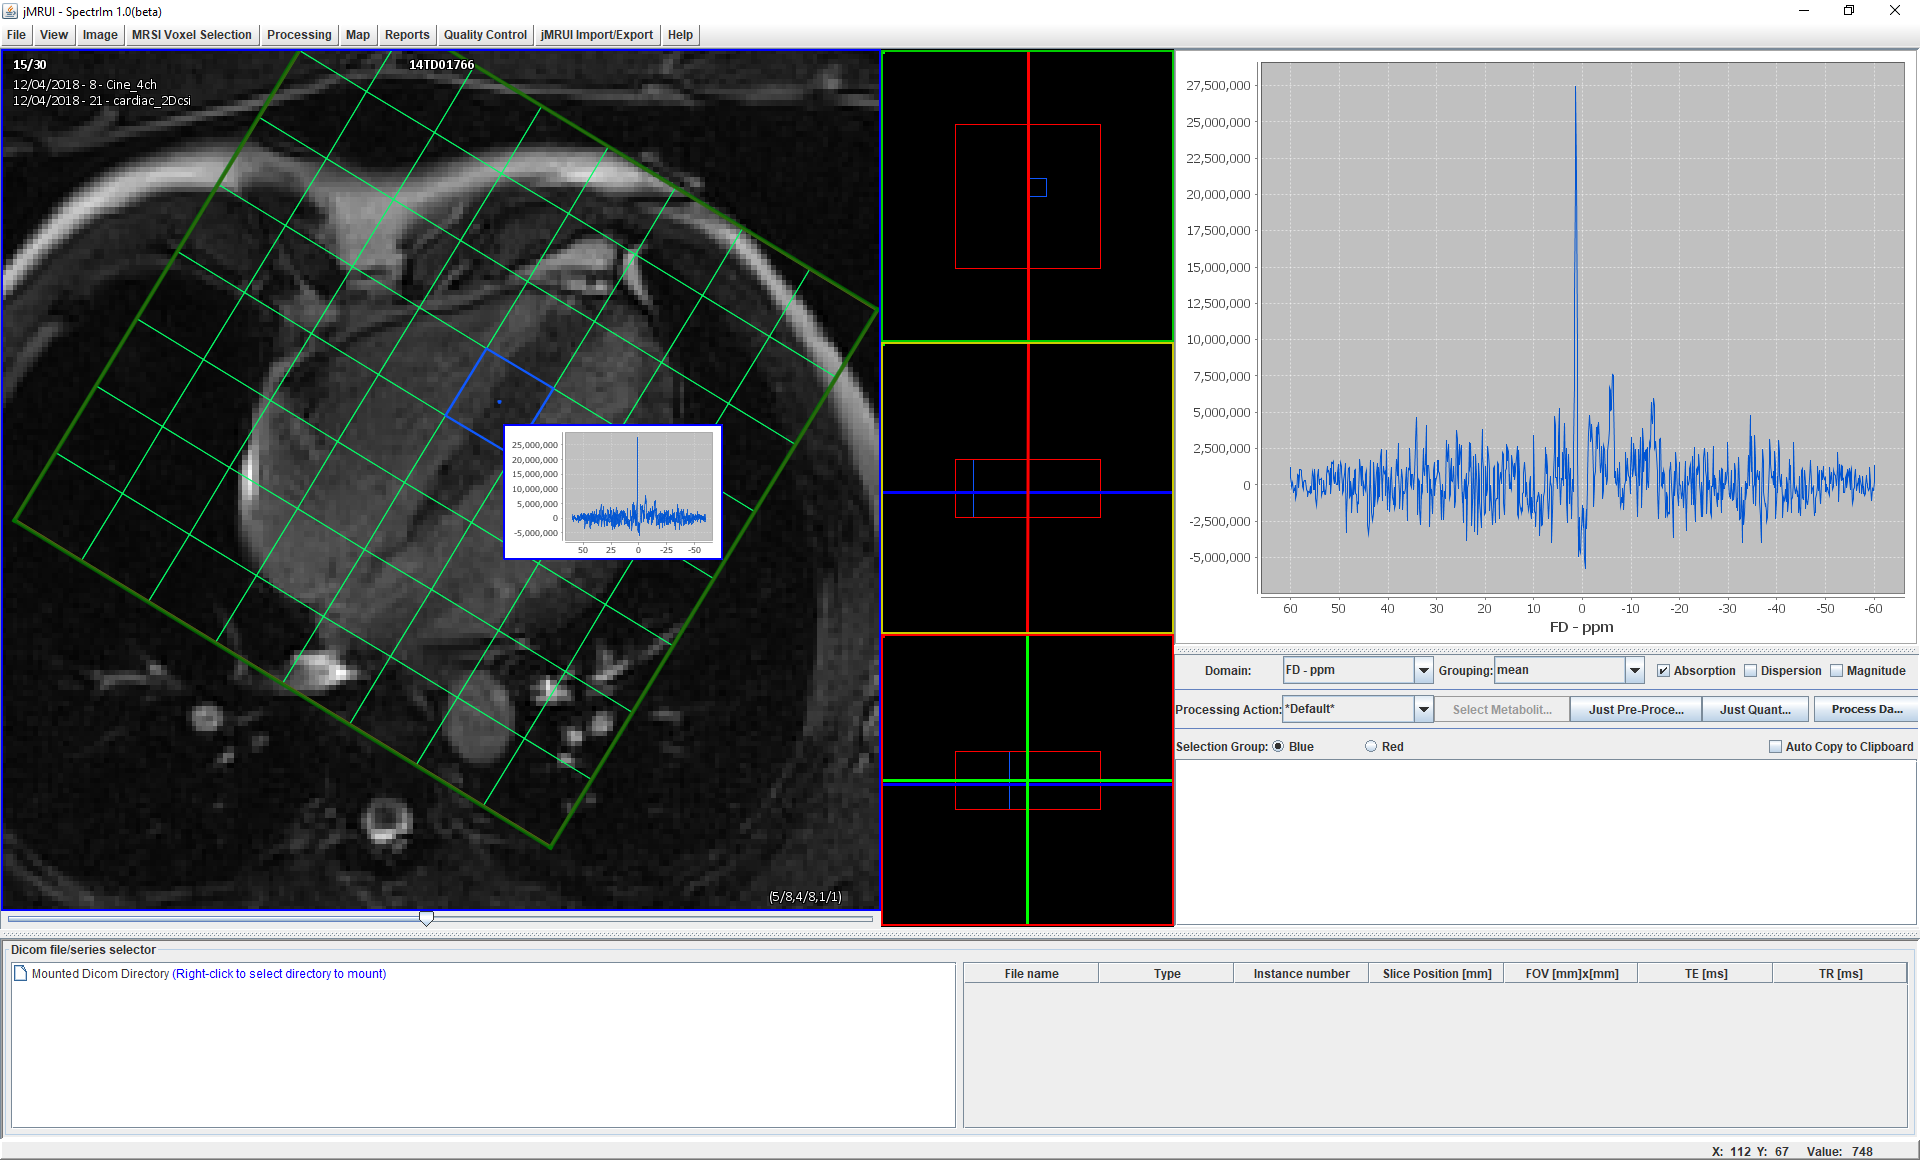 jMRUI - SpectrIm 1.0(beta)
File View Image MRSI Voxel Selection Processing Map Reports Quality Control jMRUI Import/Export Help
15/30
14TD01766
12/04/2018 - 8 - Cine_4ch
12/04/2018 - 21 - cardiac_2Dcsi
25,000,000
20,000,000
15,000,000
10,000,000
5,000,000
0
-5,000,000
50 25 0 -25 -50
(5/8,4/8,1/1)
27,500,000
25,000,000
22,500,000
20,000,000
17,500,000
15,000,000
12,500,000
10,000,000
7,500,000
5,000,000
2,500,000
0
-2,500,000
-5,000,000
60 50 40 30 20 10 0 -10 -20 -30 -40 -50 -60
FD - ppm
Domain: FD - ppm Grouping: mean Absorption Dispersion Magnitude
Processing Action: *Default* Select Metabolit... Just Pre-Proce... Just Quant... Process Da...
Selection Group: Blue Red Auto Copy to Clipboard
Dicom file/series selector
Mounted Dicom Directory (Right-click to select directory to mount)
File name Type Instance number Slice Position [mm] FOV [mm]x[mm] TE [ms] TR [ms]
X: 112 Y: 67 Value: 748